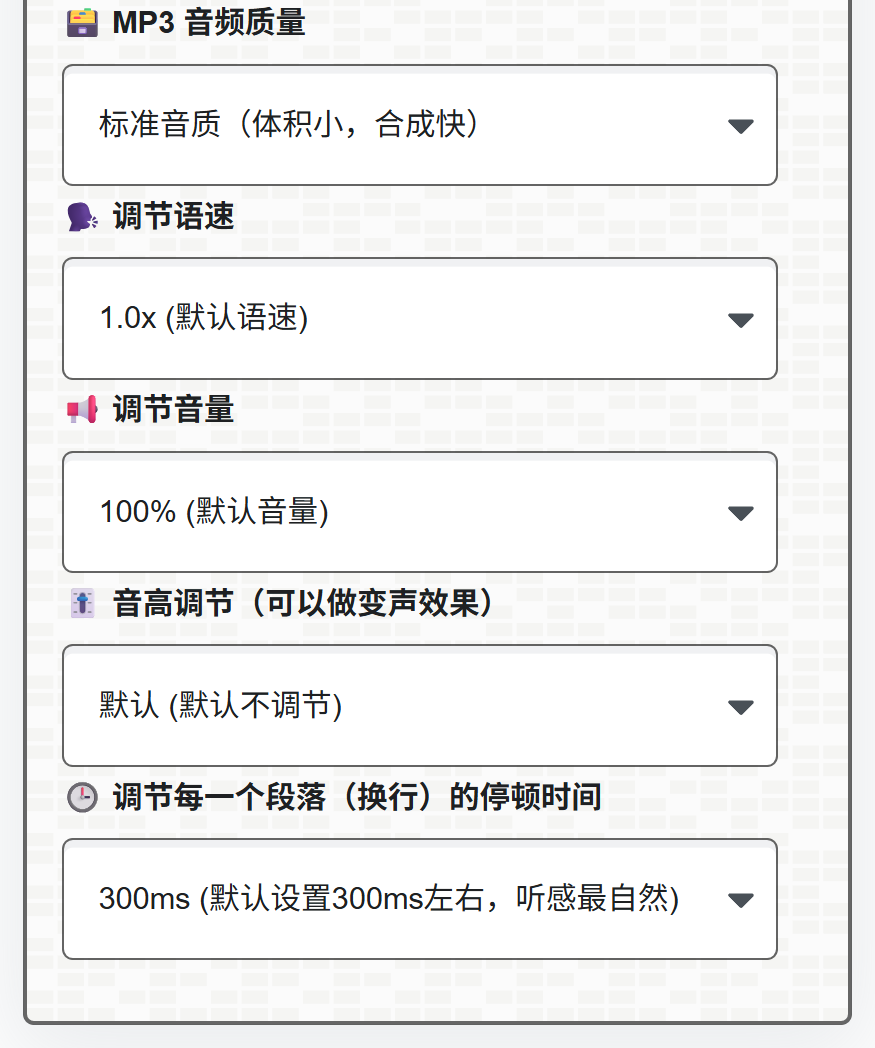 MP3 音频质量
标准音质（体积小，合成快）
调节语速
1.0x (默认语速)
调节音量
100% (默认音量)
音高调节（可以做变声效果）
默认 (默认不调节)
调节每一个段落（换行）的停顿时间
300ms (默认设置300ms左右，听感最自然)